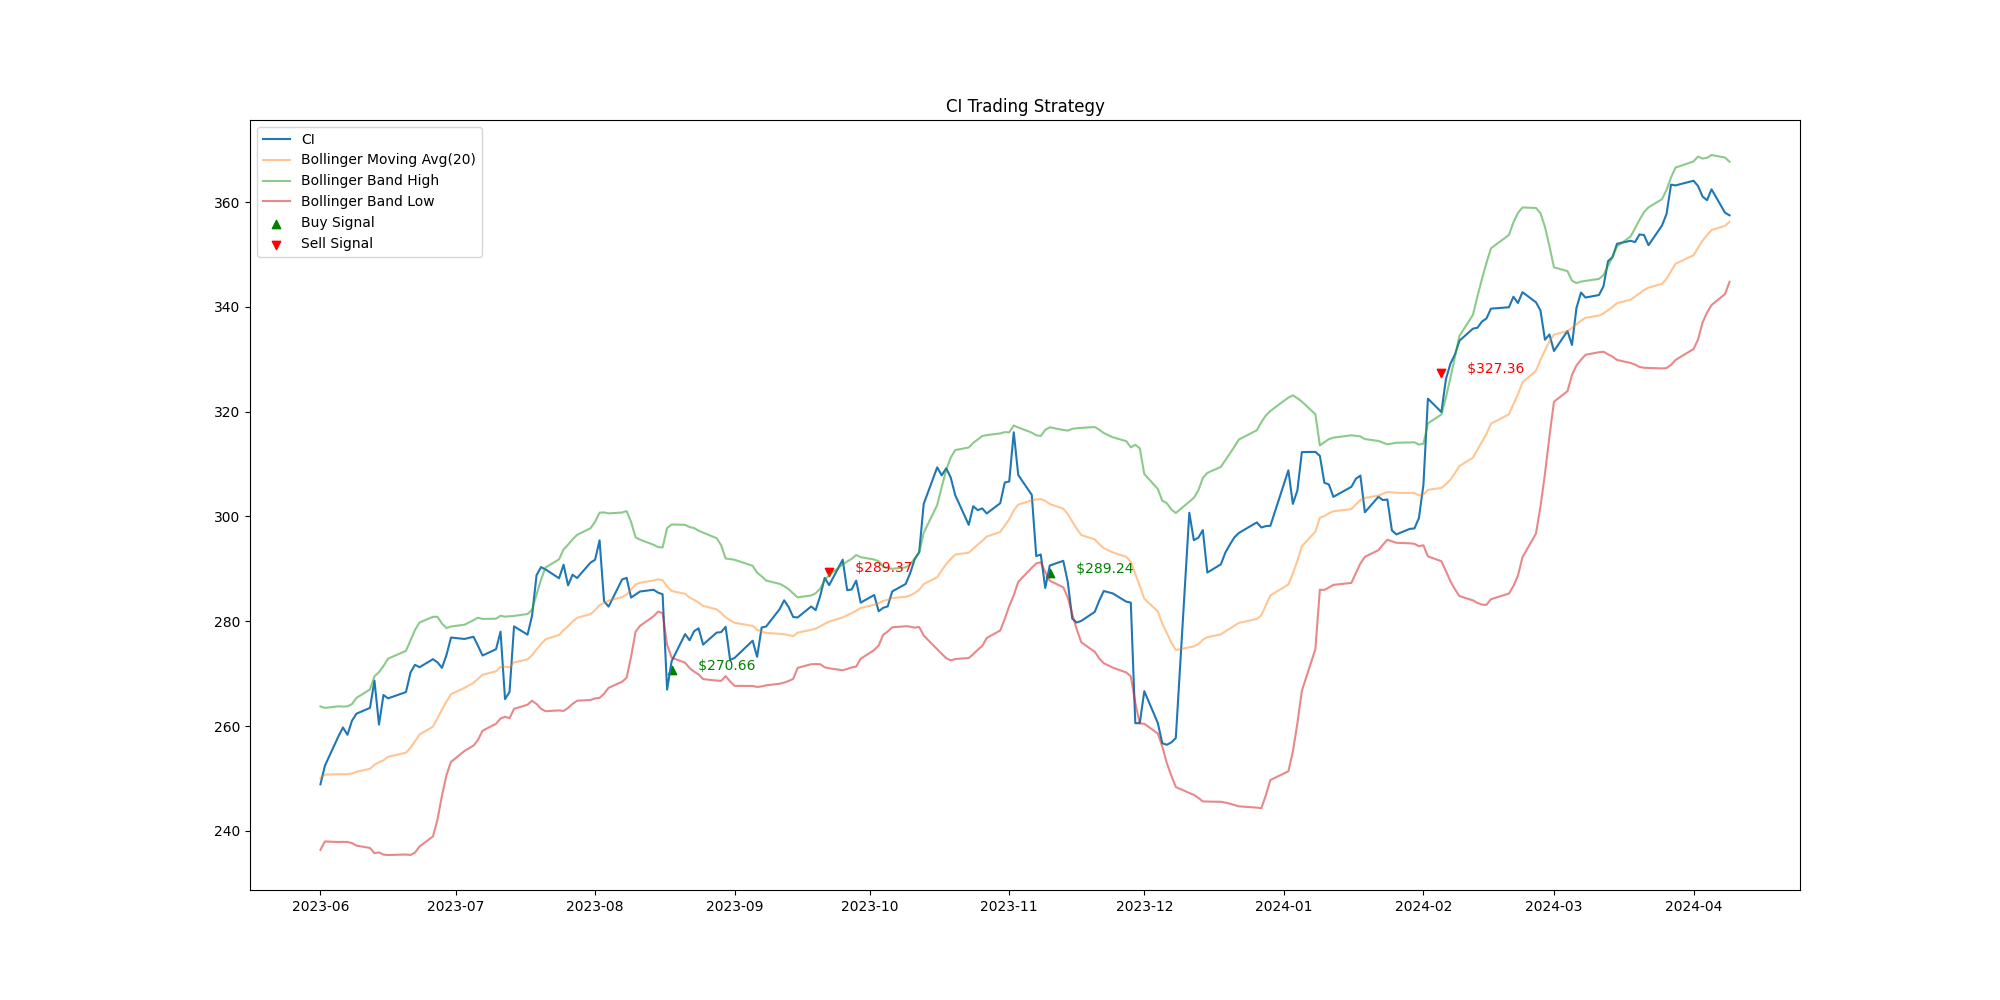 CI Trading Strategy
CI
Bollinger Moving Avg(20)
Bollinger Band High
Bollinger Band Low
Buy Signal
Sell Signal
360
340
320
300
280
260
240
$327.36
$289.37
$289.24
$270.66
2023-06 2023-07 2023-08 2023-09 2023-10 2023-11 2023-12 2024-01 2024-02 2024-03 2024-04